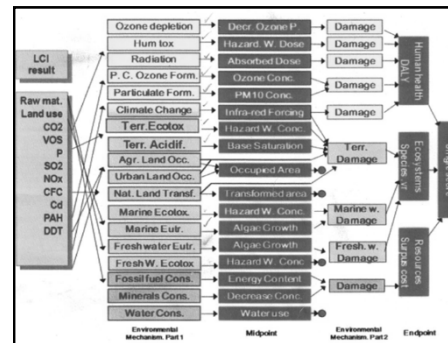 LCI
result
Raw mat.
Land use
CO2
VOS
P
SO2
NOx
CFC
Cd
PAH
DDT
Ozone depletion
Hum tox
Radiation
P. C. Ozone Form.
Particulate Form.
Climate Change
Terr.Ecotox
Terr. Acidif.
Agr. Land Occ.
Urban Land Occ.
Nat. Land Transf.
Marine Ecotox.
Marine Eutr.
Freshwater Eutr.
Fresh W. Ecotox
Fossil fuel Cons.
Minerals Cons.
Water Cons.
Decr. Ozone P.
Hazard. W. Dose
Absorbed Dose
Ozone Conc.
PM10 Conc.
Infra-red Forcing
Hazard W. Conc.
Base Saturation
Occupied Area
Transformed area
Hazard W. Conc.
Algae Growth
Algae Growth
Hazard W. Conc.
Energy Content
Decrease Conc.
Water use
Damage
Damage
Damage
Damage
Damage
Terr.
Damage
Marine w.
Damage
Fresh. w.
Damage
Damage
Human health
DALY
Ecosystems
Species .yr
Resources
Surplus cost
Environmental
Mechanism. Part 1
Midpoint
Environmental
Mechanism. Part 2
Endpoint